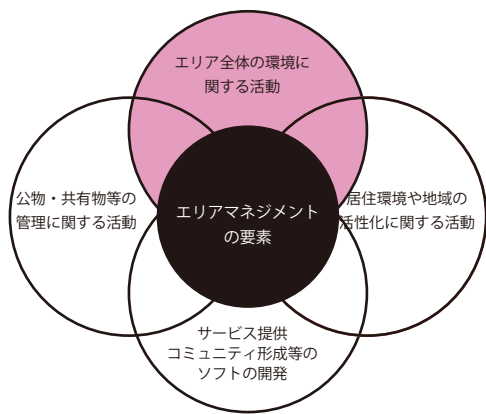 エリア全体の環境に
関する活動
公物・共有物等の
管理に関する活動
エリアマネジメント
の要素
居住環境や地域の
活性化に関する活動
サービス提供
コミュニティ形成等の
ソフトの開発